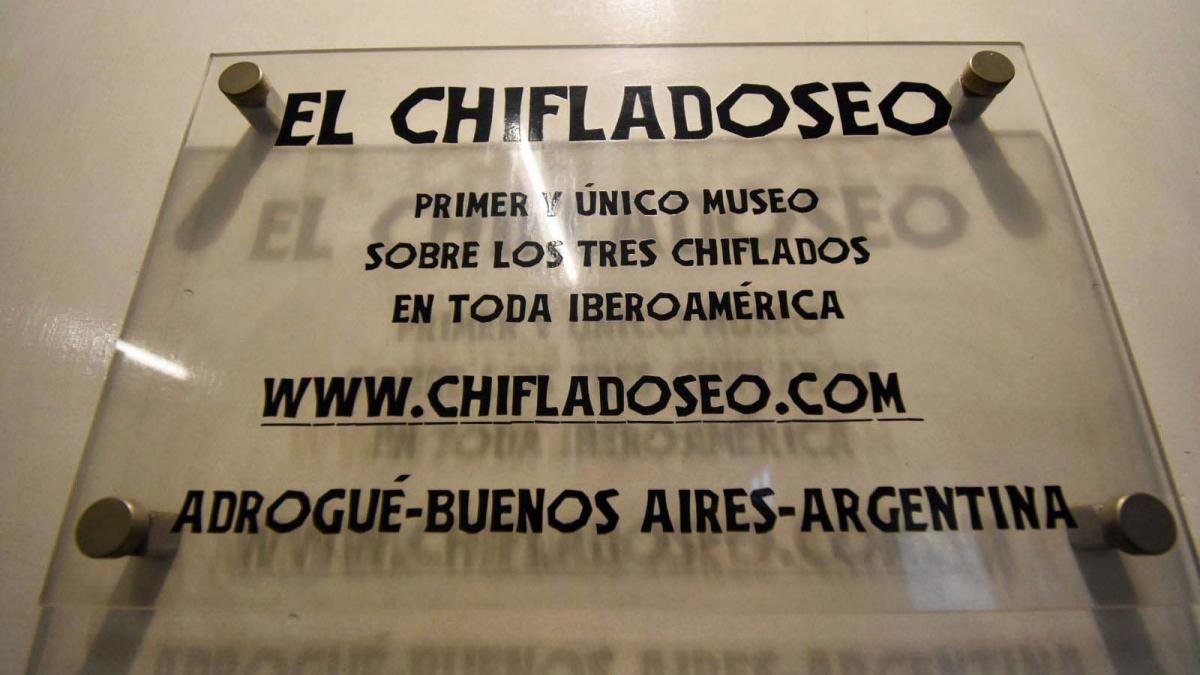 EL CHIFLADOSEO
PRIMER Y ÚNICO MUSEO
SOBRE LOS TRES CHIFLADOS
EN TODA IBEROAMÉRICA
WWW.CHIFLADOSEO.COM
ADROGUÉ-BUENOS AIRES-ARGENTINA